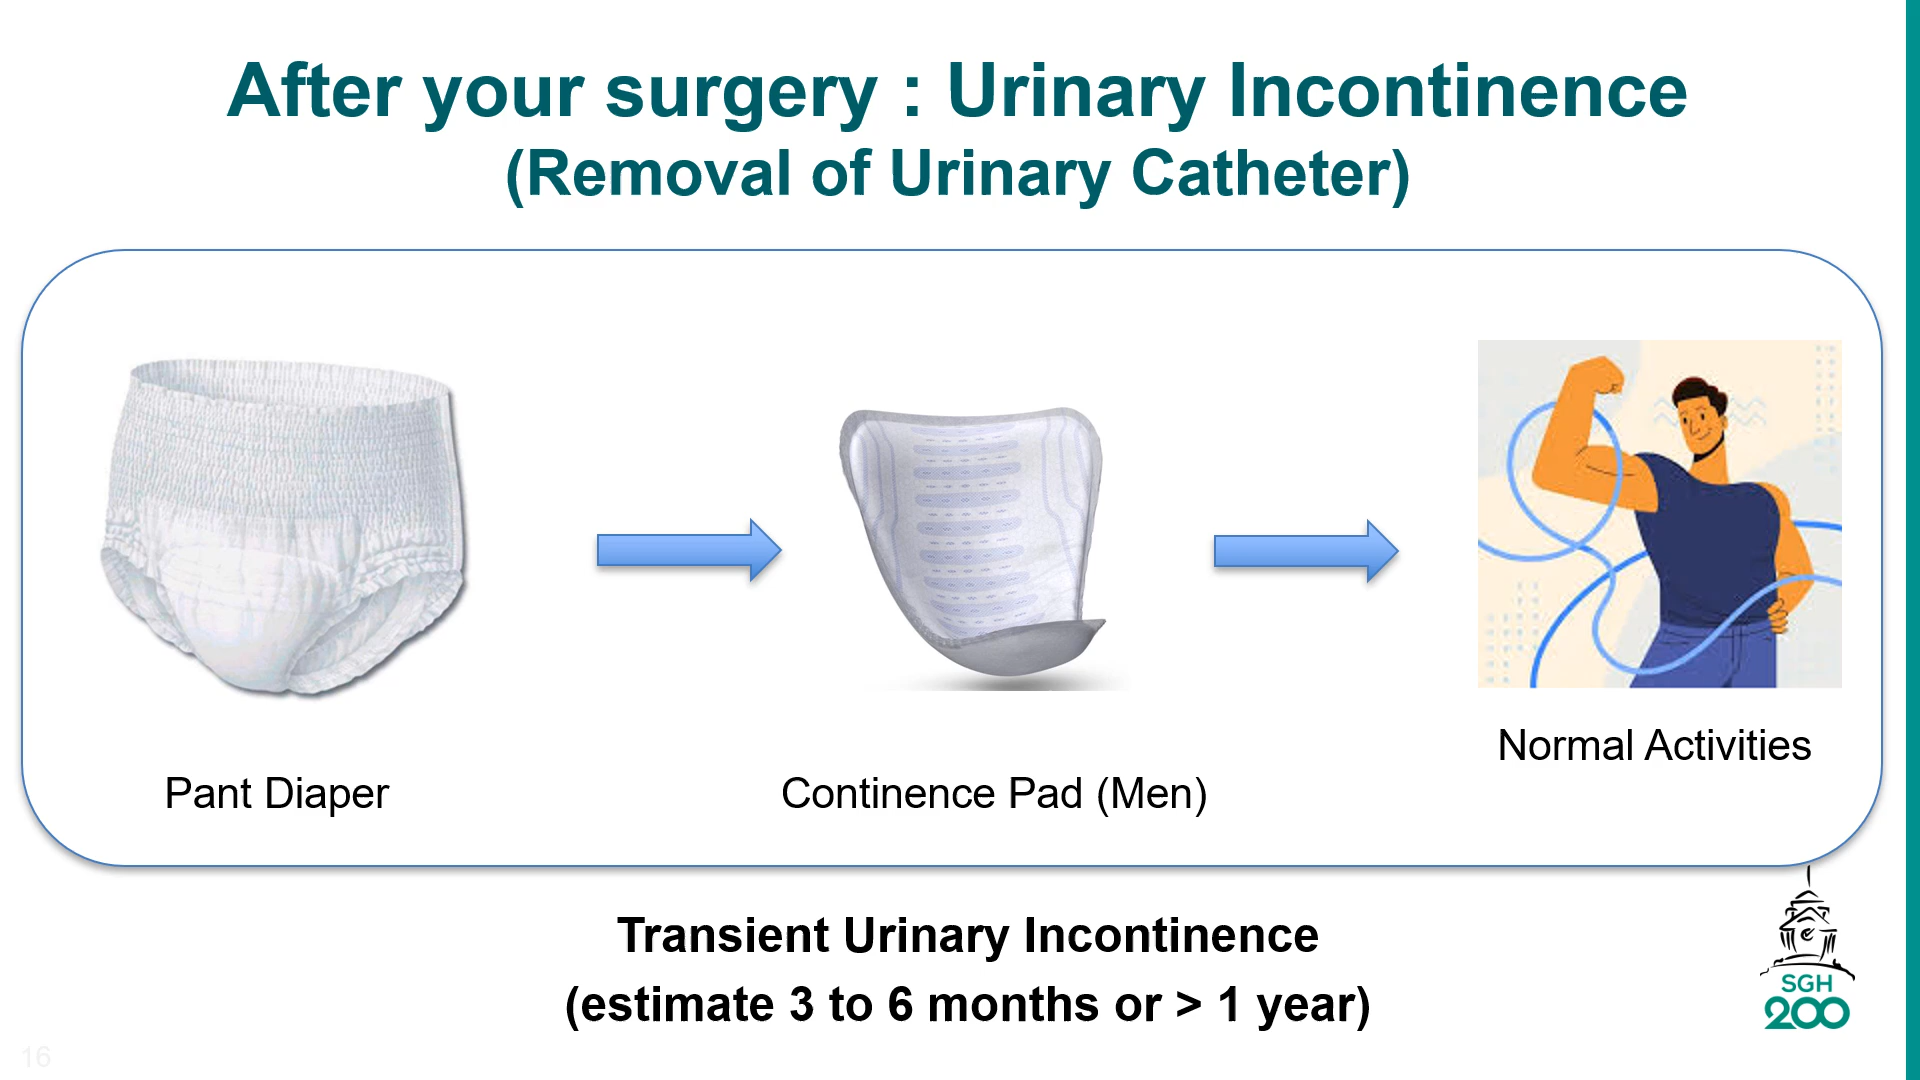 After your surgery : Urinary Incontinence
(Removal of Urinary Catheter)
Pant Diaper
Continence Pad (Men)
Normal Activities
Transient Urinary Incontinence
(estimate 3 to 6 months or > 1 year)
SGH
200
16